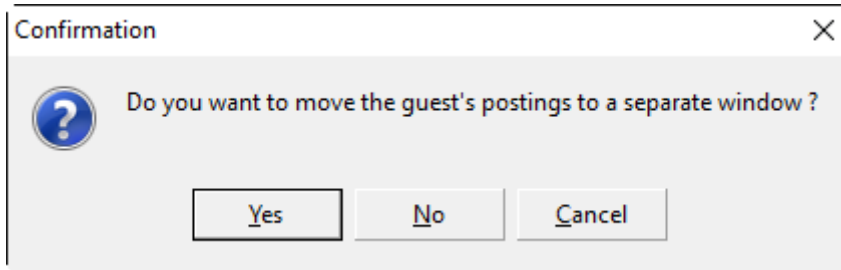 Confirmation
Do you want to move the guest's postings to a separate window ?
Yes No Cancel